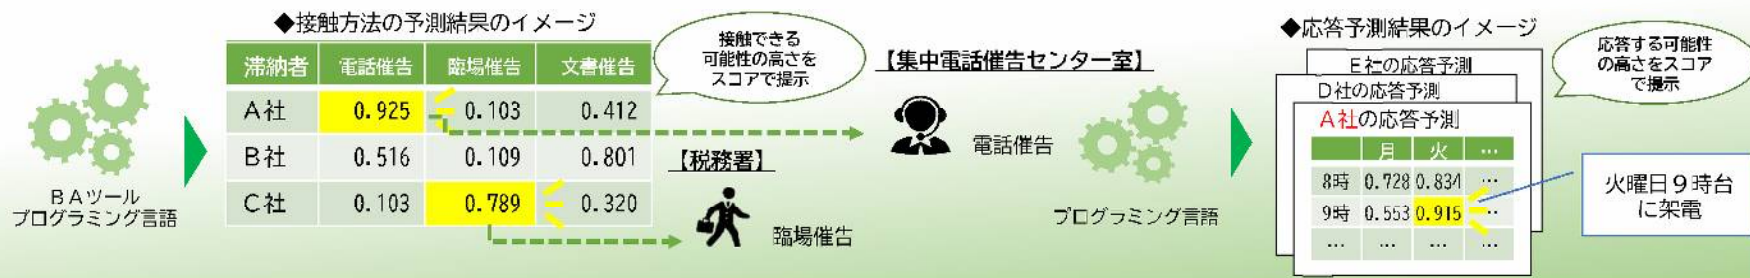 ◆接触方法の予測結果のイメージ
滞納者 電話催告 臨場催告 文書催告
A社 0.925 0.103 0.412
B社 0.516 0.109 0.801
C社 0.103 0.789 0.320
BAツール
プログラミング言語
接触できる
可能性の高さを
スコアで提示
【集中電話催告センター室】
電話催告
【税務署】
臨場催告
プログラミング言語
◆応答予測結果のイメージ
E社の応答予測
D社の応答予測
A社の応答予測
月 火 …
8時 0.728 0.834 …
9時 0.553 0.915 …
… … … …
応答する可能性
の高さをスコア
で提示
火曜日9時台
に架電